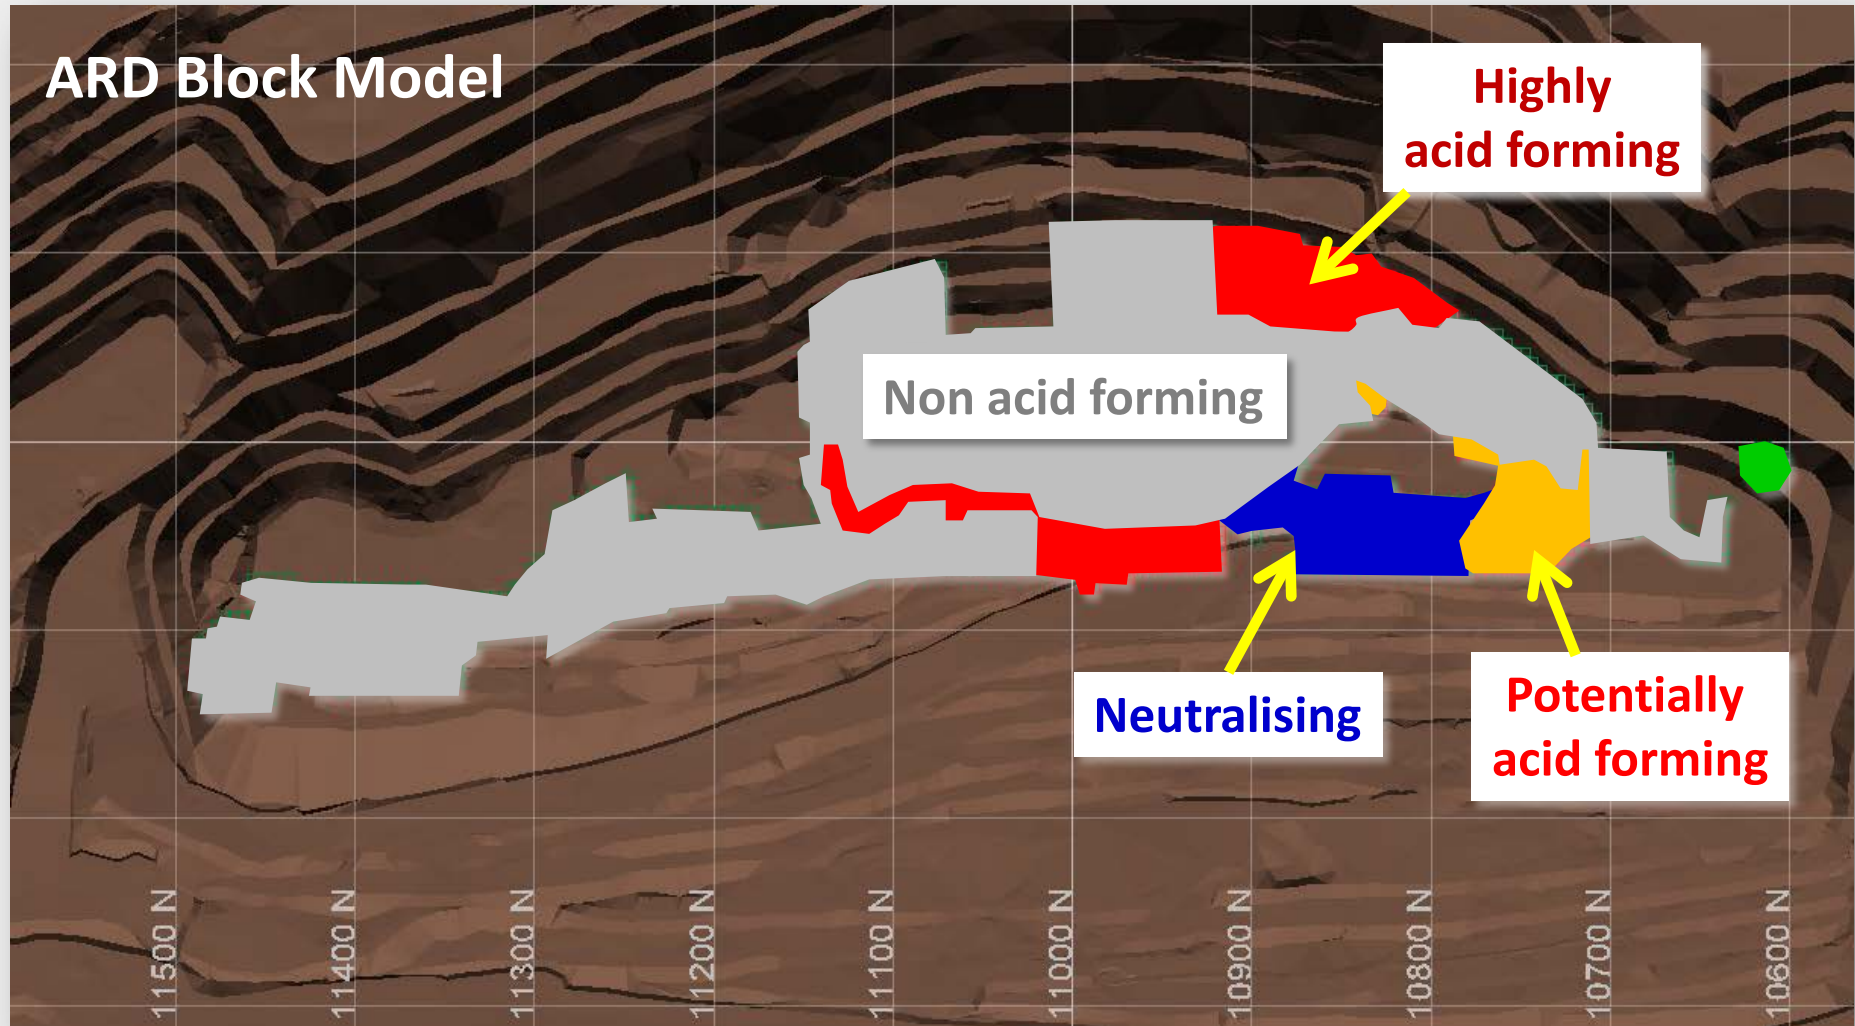 ARD Block Model
Highly
acid forming
Non acid forming
Neutralising
Potentially
acid forming
11500 N
11400 N
11300 N
11200 N
11100 N
11000 N
10900 N
10800 N
10700 N
10600 N